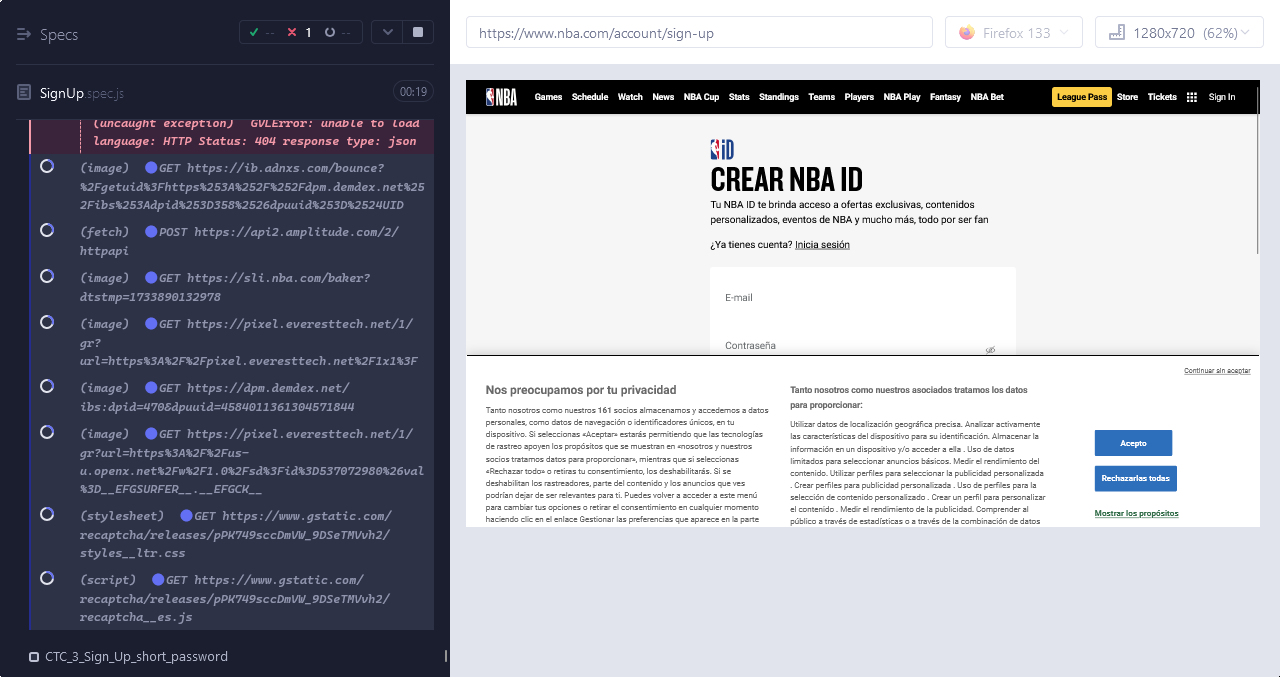 Specs
--
1
--
SignUp.spec.js
00:19
(uncaught exception) GVLError: unable to load
language: HTTP Status: 404 response type: json
(image) GET https://ib.adnxs.com/bounce?
%2Fgetuid%3Fhttps%253A%252F%252Fdpm.demdex.net%25
2Fibs%253Adpid%253D358%2526dpuuid%253D%2524UID
(fetch) POST https://api2.amplitude.com/2/
httpapi
(image) GET https://sli.nba.com/baker?
dtstmp=1733890132978
(image) GET https://pixel.everesttech.net/1/
gr?
url=https%3A%2F%2Fpixel.everesttech.net%2F1x1%3F
(image) GET https://dpm.demdex.net/
ibs:dpid=470&dpuuid=4584011361304571844
(image) GET https://pixel.everesttech.net/1/
gr?url=https%3A%2F%2Fus-
u.openx.net%2Fw%2F1.0%2Fsd%3Fid%3D537072980%26val
%3D__EFGSURFER__.__EFGCK__
(stylesheet) GET https://www.gstatic.com/
recaptcha/releases/pPK749sccDmVW_9DSeTMVvh2/
styles__ltr.css
(script) GET https://www.gstatic.com/
recaptcha/releases/pPK749sccDmVW_9DSeTMVvh2/
recaptcha__es.js
CTC_3_Sign_Up_short_password
https://www.nba.com/account/sign-up
Firefox 133
1280x720 (62%)
NBA Games Schedule Watch News NBA Cup Stats Standings Teams Players NBA Play Fantasy NBA Bet League Pass Store Tickets Sign In
iD
CREAR NBA ID
Tu NBA ID te brinda acceso a ofertas exclusivas, contenidos
personalizados, eventos de NBA y mucho más, todo por ser fan
¿Ya tienes cuenta? Inicia sesión
E-mail
Contraseña
Continuar sin aceptar
Nos preocupamos por tu privacidad
Tanto nosotros como nuestros 161 socios almacenamos y accedemos a datos
personales, como datos de navegación o identificadores únicos, en tu
dispositivo. Si seleccionas «Aceptar» estarás permitiendo que las tecnologías
de rastreo apoyen los propósitos que se muestran en «nosotros y nuestros
socios tratamos datos para proporcionar», mientras que si seleccionas
«Rechazar todo» o retiras tu consentimiento, los deshabilitarás. Si se
deshabilitan los rastreadores, parte del contenido y los anuncios que ves
podrían dejar de ser relevantes para ti. Puedes volver a acceder a este menú
para cambiar tus opciones o retirar el consentimiento en cualquier momento
haciendo clic en el enlace Gestionar las preferencias que aparece en la parte
Tanto nosotros como nuestros asociados tratamos los datos
para proporcionar:
Utilizar datos de localización geográfica precisa. Analizar activamente
las características del dispositivo para su identificación. Almacenar la
información en un dispositivo y/o acceder a ella . Uso de datos
limitados para seleccionar anuncios básicos. Medir el rendimiento del
contenido. Utilizar perfiles para seleccionar la publicidad personalizada
. Crear perfiles para publicidad personalizada . Uso de perfiles para la
selección de contenido personalizado . Crear un perfil para personalizar
el contenido . Medir el rendimiento de la publicidad. Comprender al
público a través de estadísticas o a través de la combinación de datos
Acepto
Rechazarlas todas
Mostrar los propósitos